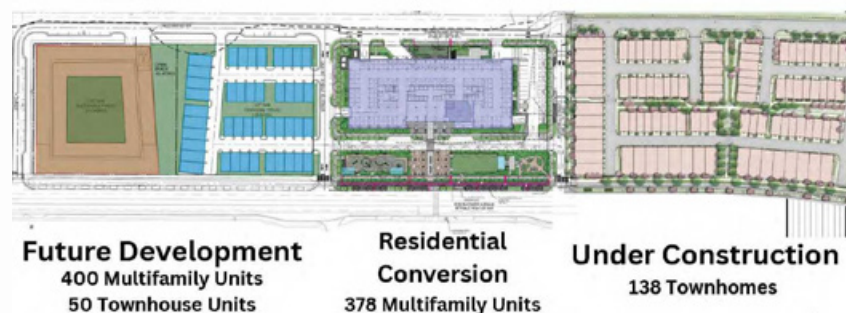 Future Development
400 Multifamily Units
50 Townhouse Units
Residential
Conversion
378 Multifamily Units
Under Construction
138 Townhomes